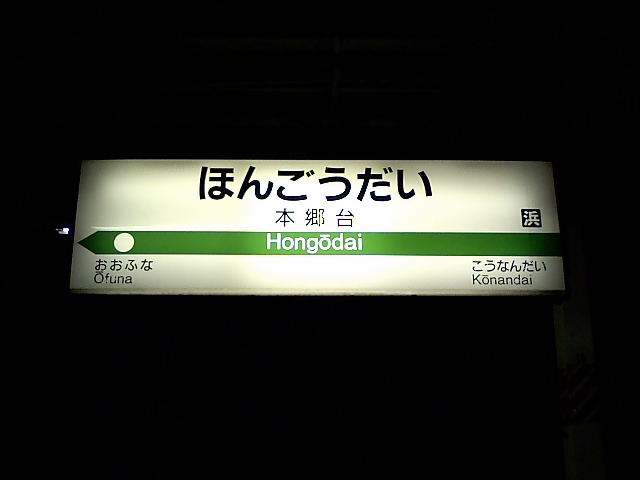 ほんごうだい
本郷台
浜
Hongōdai
おおふな
Ōfuna
こうなんだい
Kōnandai